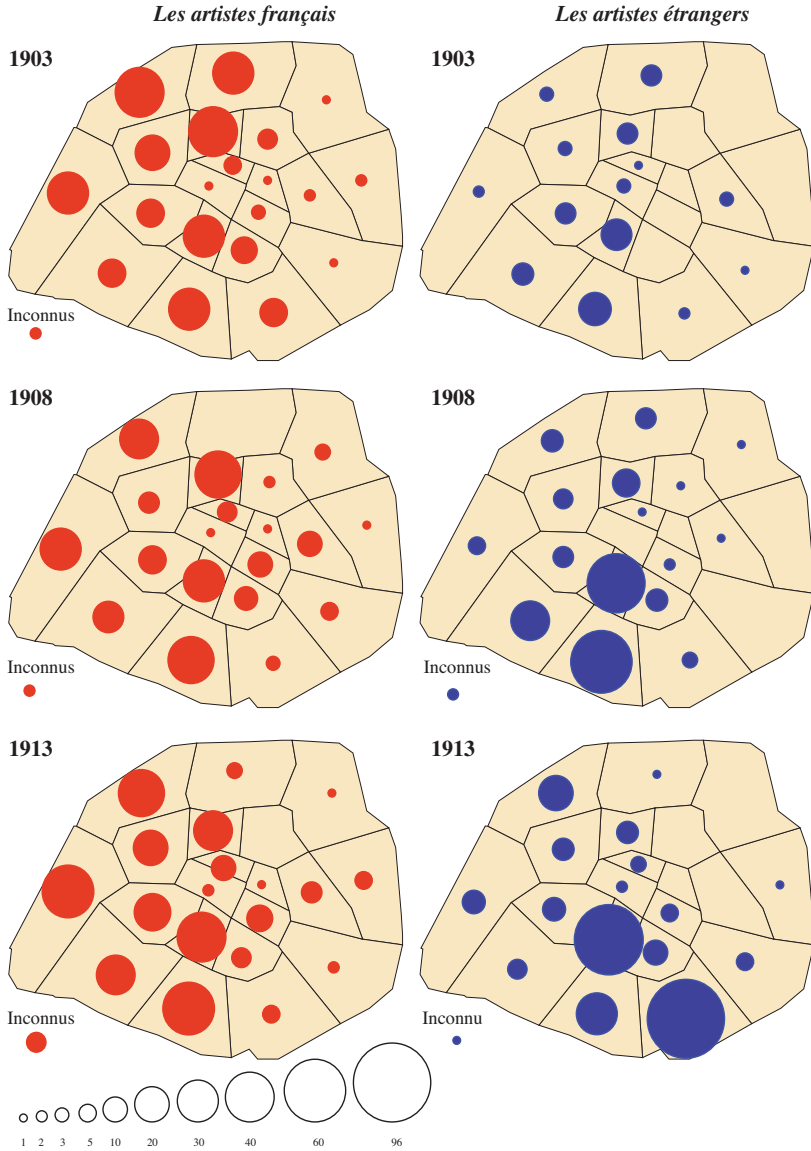 Les artistes français Les artistes étrangers
1903 1903
Inconnus
1908 1908
Inconnus Inconnus
1913 1913
Inconnus Inconnu
1 2 3 5 10 20 30 40 60 96